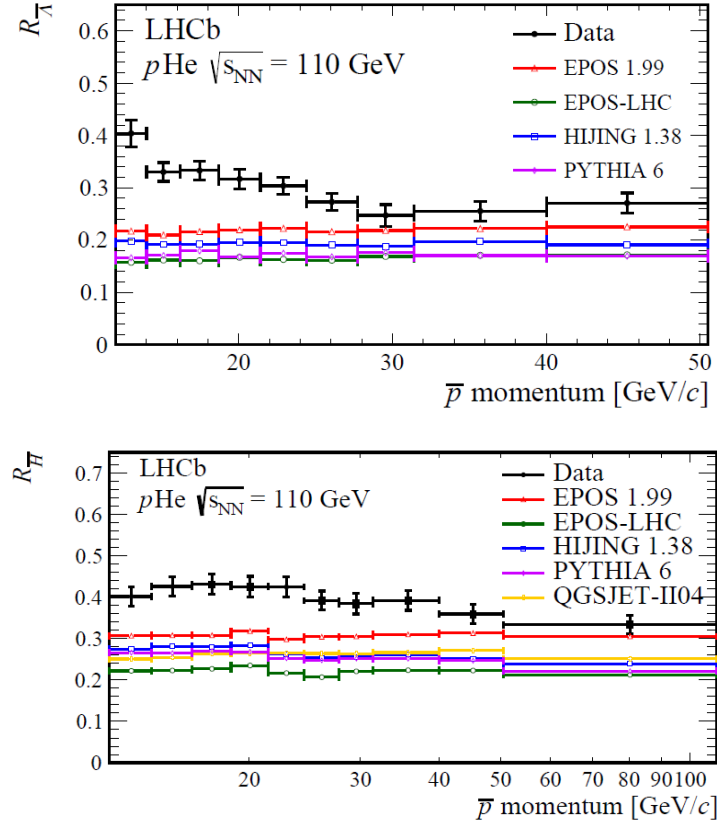 R_Λ̅
0.6
0.5
0.4
0.3
0.2
0.1
0
LHCb
pHe √s_NN = 110 GeV
Data
EPOS 1.99
EPOS-LHC
HIJING 1.38
PYTHIA 6
20 30 40 50
p̅ momentum [GeV/c]
R_H̅
0.7
0.6
0.5
0.4
0.3
0.2
0.1
0
LHCb
pHe √s_NN = 110 GeV
Data
EPOS 1.99
EPOS-LHC
HIJING 1.38
PYTHIA 6
QGSJET-II04
20 30 40 50 60 70 80 90 100
p̅ momentum [GeV/c]